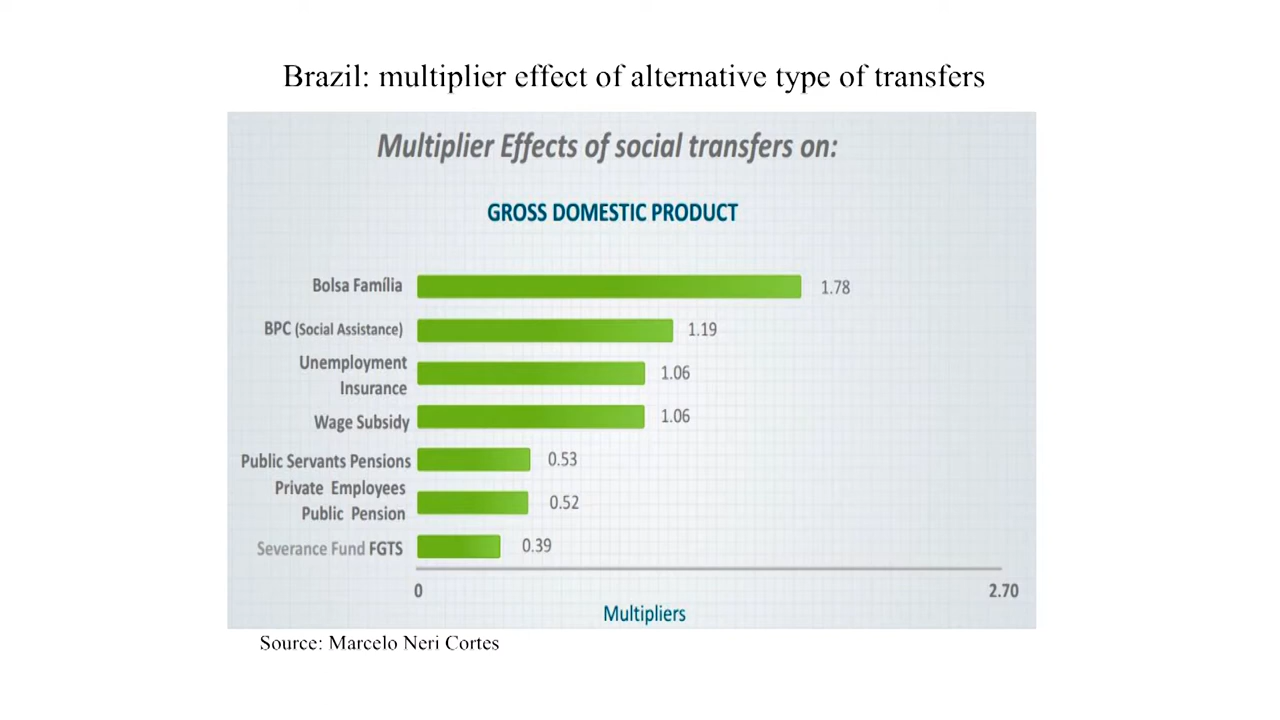 Brazil: multiplier effect of alternative type of transfers
Multiplier Effects of social transfers on:
GROSS DOMESTIC PRODUCT
Bolsa Família
1.78
BPC (Social Assistance)
1.19
Unemployment
Insurance
1.06
Wage Subsidy
1.06
Public Servants Pensions
0.53
Private Employees
Public Pension
0.52
Severance Fund FGTS
0.39
0
2.70
Multipliers
Source: Marcelo Neri Cortes